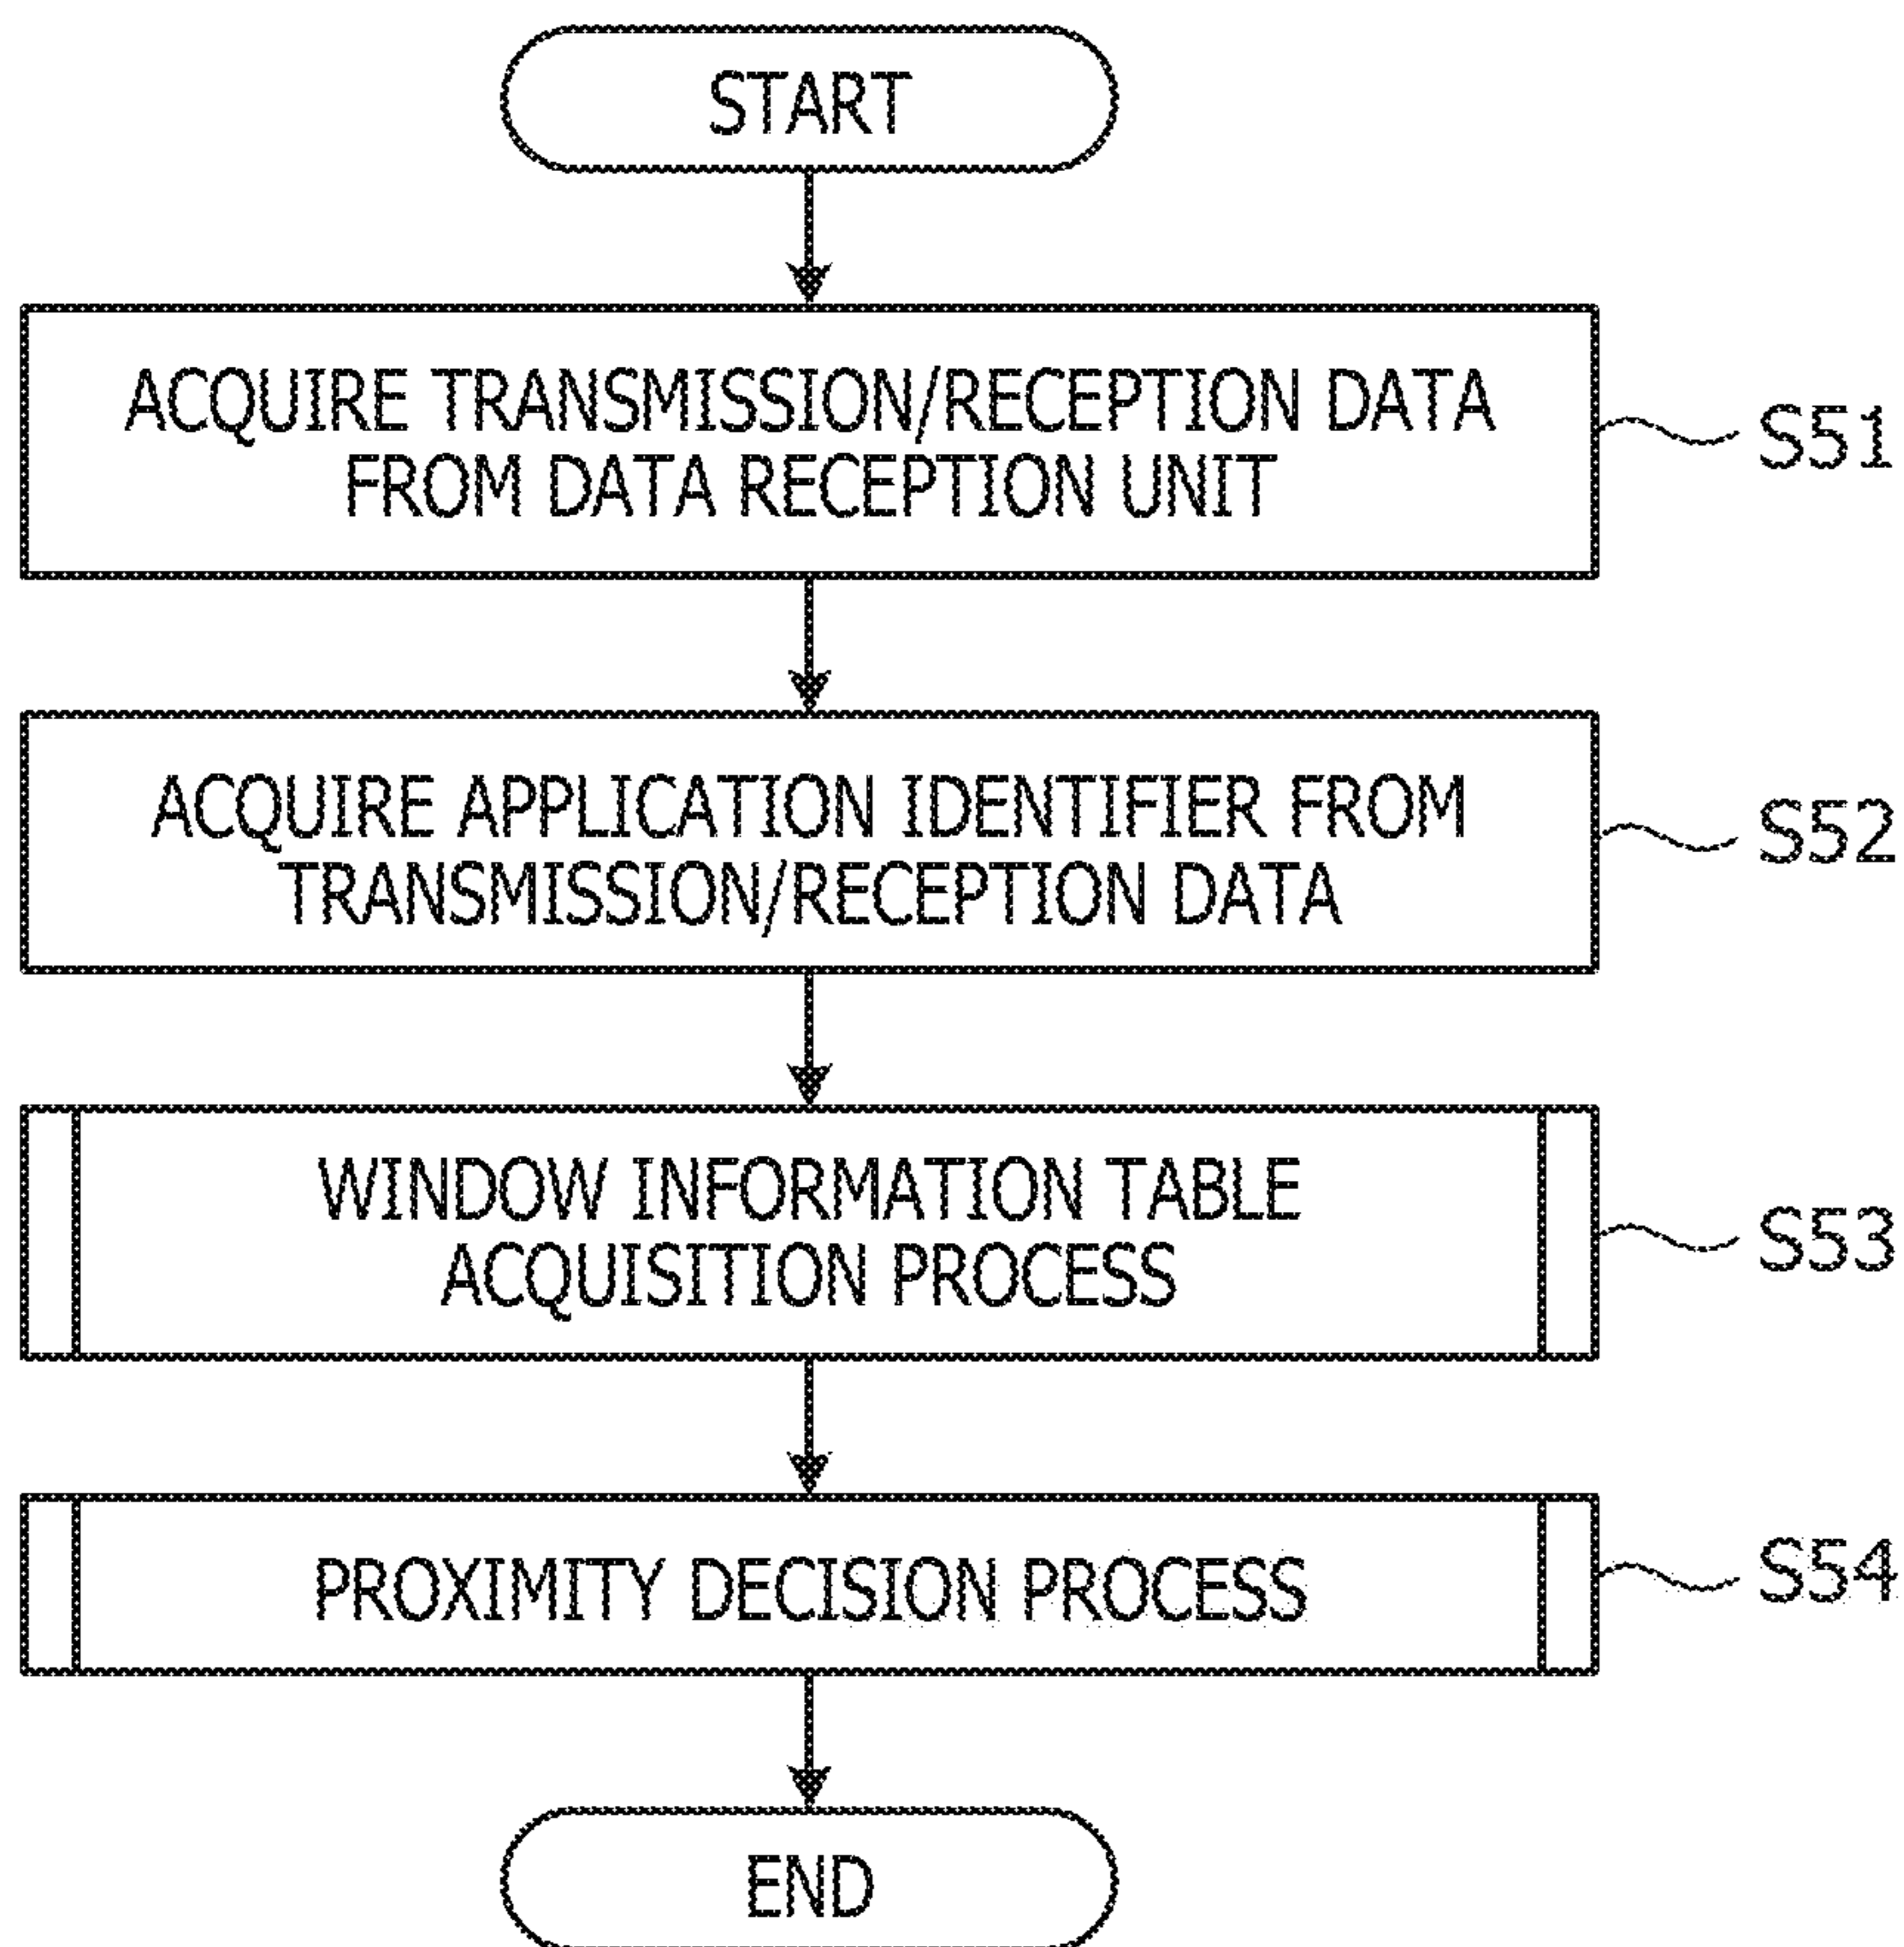 START
ACQUIRE TRANSMISSION/RECEPTION DATA
FROM DATA RECEPTION UNIT
S51
ACQUIRE APPLICATION IDENTIFIER FROM
TRANSMISSION/RECEPTION DATA
S52
WINDOW INFORMATION TABLE
ACQUISITION PROCESS
S53
PROXIMITY DECISION PROCESS
S54
END